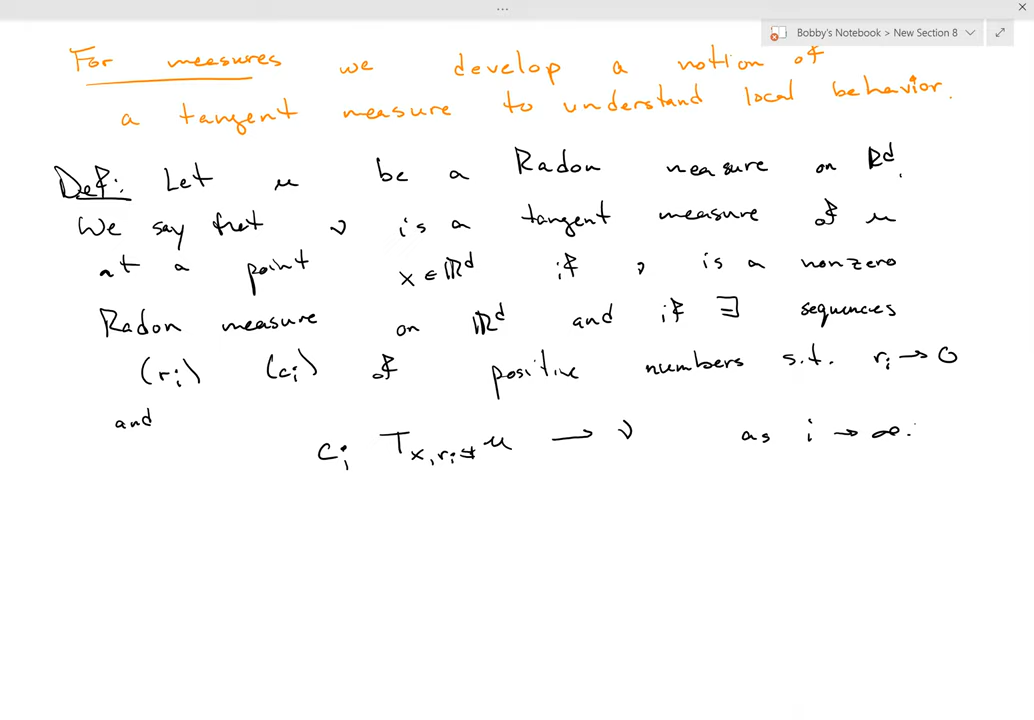 Bobby's Notebook > New Section 8
For measures we develop a notion of
a tangent measure to understand local behavior.
Def: Let μ be a Radon measure on ℝᵈ.
We say that ν is a tangent measure of μ
at a point x ∈ ℝᵈ if ν is a nonzero
Radon measure on ℝᵈ and if ∃ sequences
(rᵢ) (cᵢ) of positive numbers s.t. rᵢ → 0
and
cᵢ T_{x,rᵢ#} μ → ν as i → ∞.